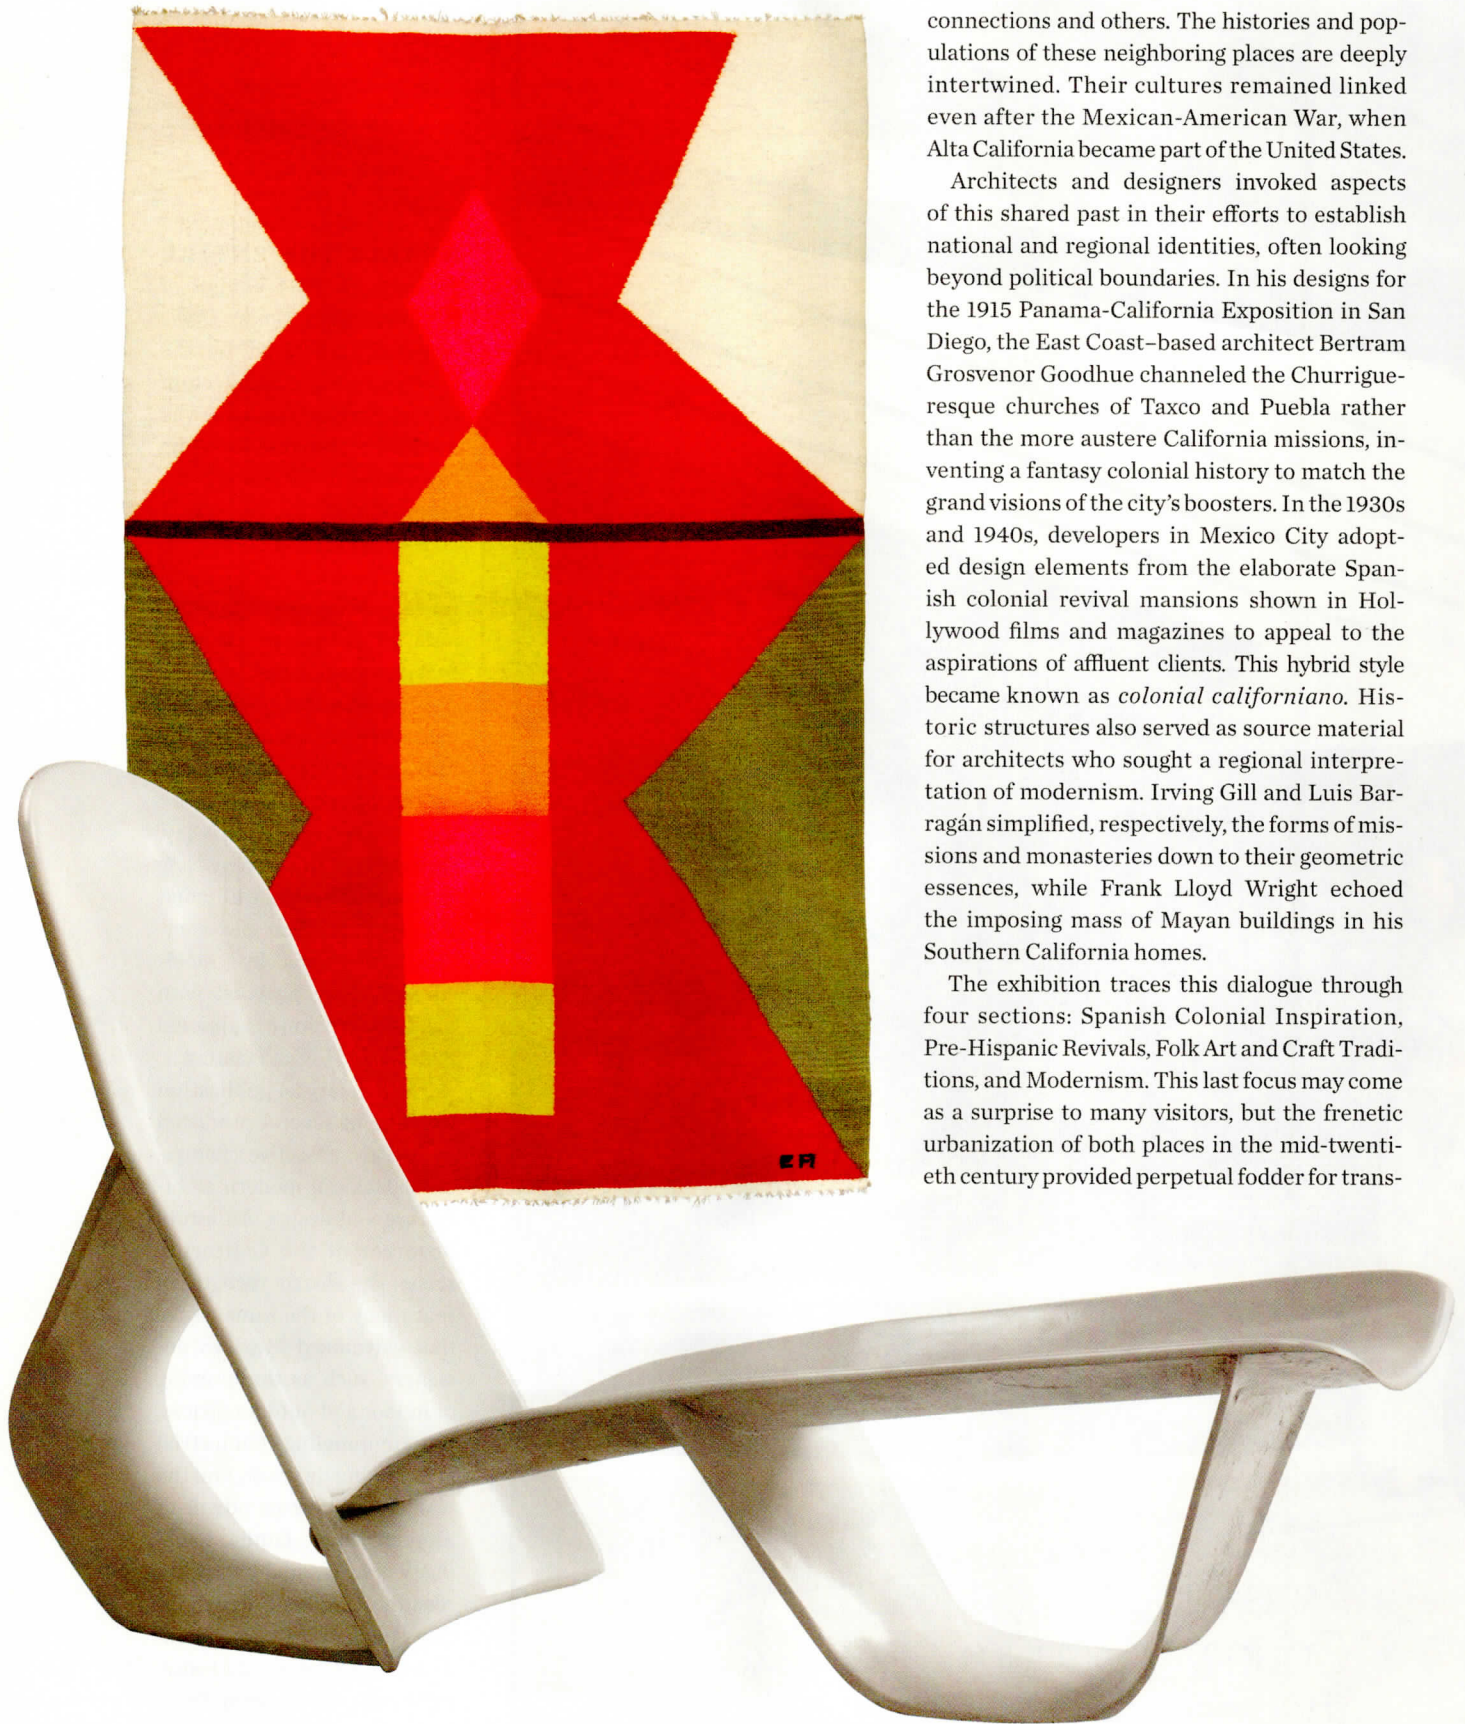 connections and others. The histories and pop-
ulations of these neighboring places are deeply
intertwined. Their cultures remained linked
even after the Mexican-American War, when
Alta California became part of the United States.
Architects and designers invoked aspects
of this shared past in their efforts to establish
national and regional identities, often looking
beyond political boundaries. In his designs for
the 1915 Panama-California Exposition in San
Diego, the East Coast–based architect Bertram
Grosvenor Goodhue channeled the Churrigue-
resque churches of Taxco and Puebla rather
than the more austere California missions, in-
venting a fantasy colonial history to match the
grand visions of the city's boosters. In the 1930s
and 1940s, developers in Mexico City adopt-
ed design elements from the elaborate Span-
ish colonial revival mansions shown in Hol-
lywood films and magazines to appeal to the
aspirations of affluent clients. This hybrid style
became known as colonial californiano. His-
toric structures also served as source material
for architects who sought a regional interpre-
tation of modernism. Irving Gill and Luis Bar-
ragán simplified, respectively, the forms of mis-
sions and monasteries down to their geometric
essences, while Frank Lloyd Wright echoed
the imposing mass of Mayan buildings in his
Southern California homes.
The exhibition traces this dialogue through
four sections: Spanish Colonial Inspiration,
Pre-Hispanic Revivals, Folk Art and Craft Tradi-
tions, and Modernism. This last focus may come
as a surprise to many visitors, but the frenetic
urbanization of both places in the mid-twenti-
eth century provided perpetual fodder for trans-